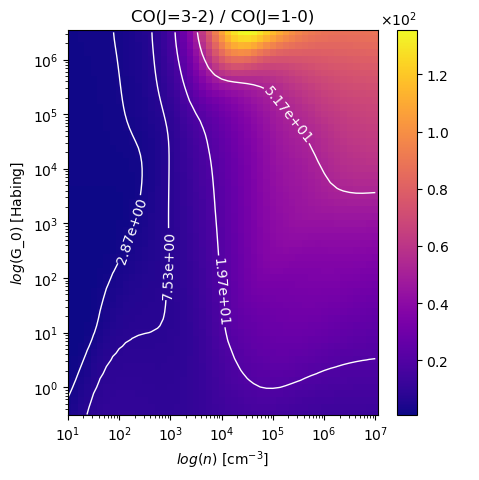 CO(J=3-2) / CO(J=1-0)
×10²
10⁶
10⁵
10⁴
10³
10²
10¹
10⁰
log(G_0) [Habing]
2.87e+00
7.53e+00
1.97e+01
5.17e+01
1.2
1.0
0.8
0.6
0.4
0.2
10¹ 10² 10³ 10⁴ 10⁵ 10⁶ 10⁷
log(n) [cm⁻³]